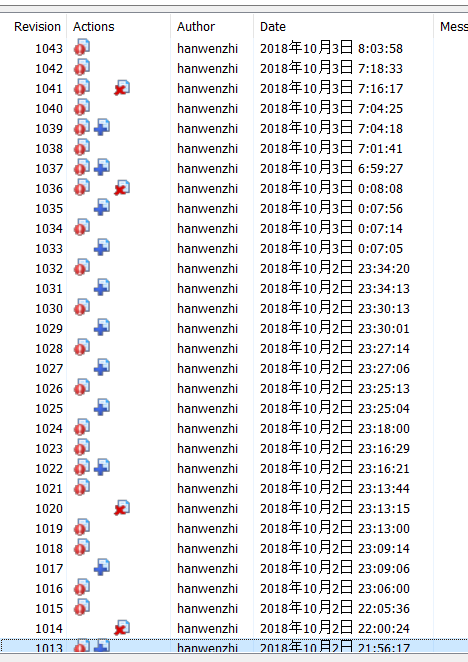 Revision Actions Author Date Mess
1043 hanwenzhi 2018年10月3日 8:03:58
1042 hanwenzhi 2018年10月3日 7:18:33
1041 hanwenzhi 2018年10月3日 7:16:17
1040 hanwenzhi 2018年10月3日 7:04:25
1039 hanwenzhi 2018年10月3日 7:04:18
1038 hanwenzhi 2018年10月3日 7:01:41
1037 hanwenzhi 2018年10月3日 6:59:27
1036 hanwenzhi 2018年10月3日 0:08:08
1035 hanwenzhi 2018年10月3日 0:07:56
1034 hanwenzhi 2018年10月3日 0:07:14
1033 hanwenzhi 2018年10月3日 0:07:05
1032 hanwenzhi 2018年10月2日 23:34:20
1031 hanwenzhi 2018年10月2日 23:34:13
1030 hanwenzhi 2018年10月2日 23:30:13
1029 hanwenzhi 2018年10月2日 23:30:01
1028 hanwenzhi 2018年10月2日 23:27:14
1027 hanwenzhi 2018年10月2日 23:27:06
1026 hanwenzhi 2018年10月2日 23:25:13
1025 hanwenzhi 2018年10月2日 23:25:04
1024 hanwenzhi 2018年10月2日 23:18:00
1023 hanwenzhi 2018年10月2日 23:16:29
1022 hanwenzhi 2018年10月2日 23:16:21
1021 hanwenzhi 2018年10月2日 23:13:44
1020 hanwenzhi 2018年10月2日 23:13:15
1019 hanwenzhi 2018年10月2日 23:13:00
1018 hanwenzhi 2018年10月2日 23:09:14
1017 hanwenzhi 2018年10月2日 23:09:06
1016 hanwenzhi 2018年10月2日 23:06:00
1015 hanwenzhi 2018年10月2日 22:05:36
1014 hanwenzhi 2018年10月2日 22:00:24
1013 hanwenzhi 2018年10月2日 21:56:17